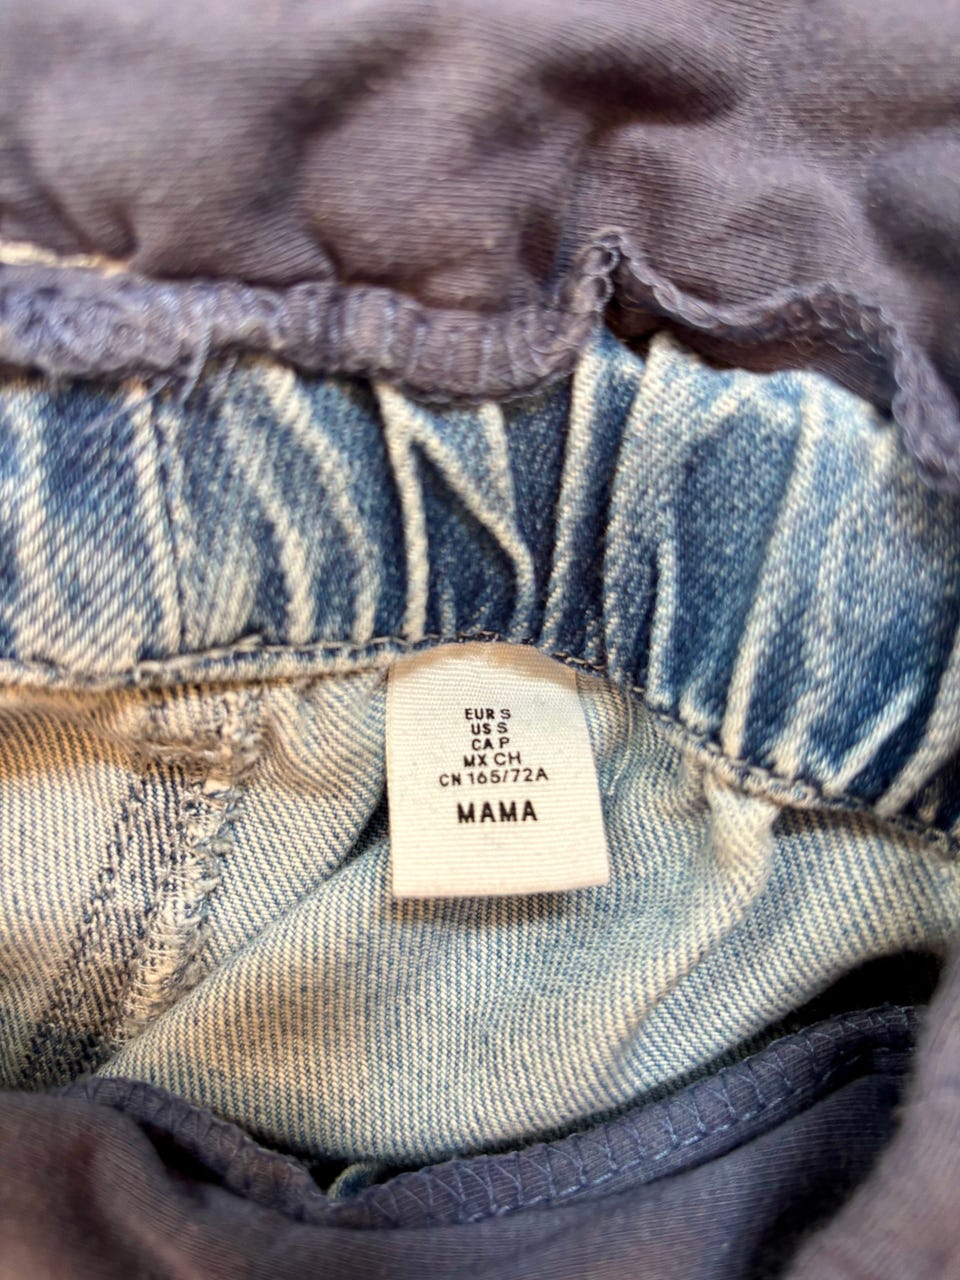 EUR S
US S
CA P
MX CH
CN 165/72A
MAMA